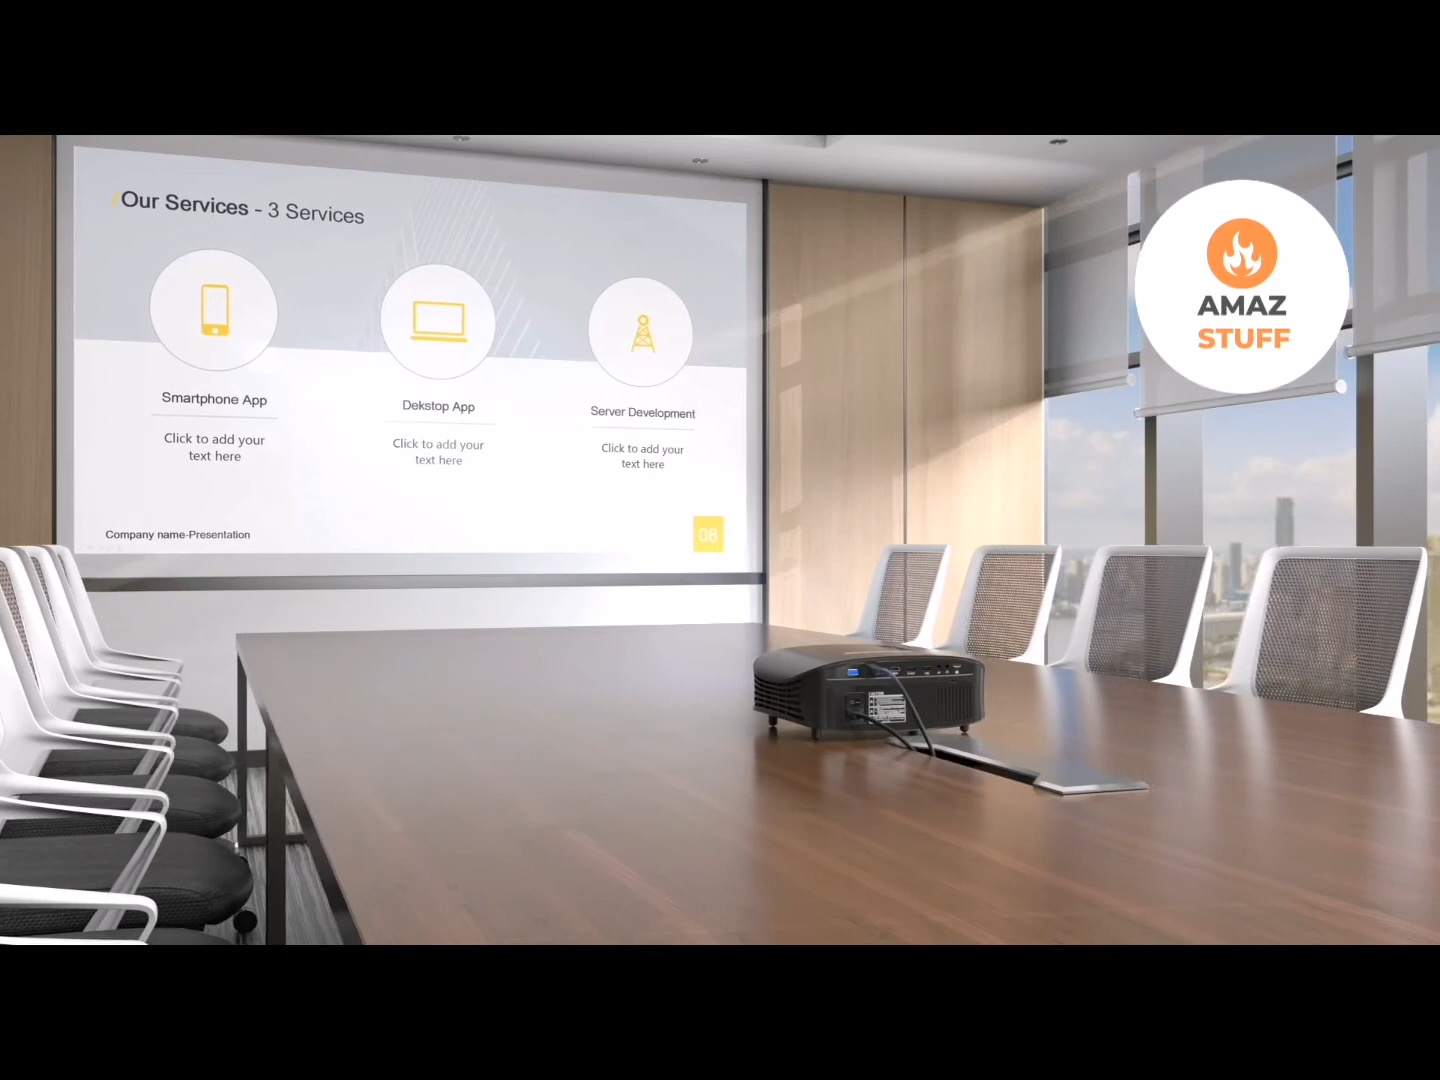 Our Services - 3 Services
Smartphone App
Dekstop App
Server Development
Click to add your
text here
Click to add your
text here
Click to add your
text here
Company name-Presentation
08
AMAZ
STUFF